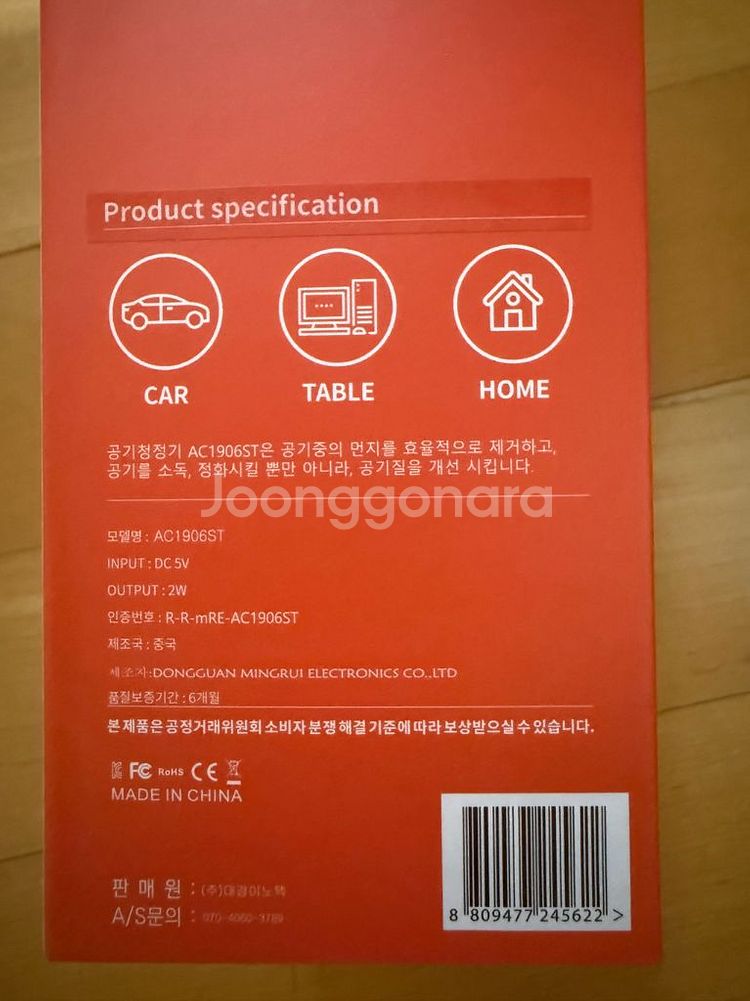 Product specification
CAR
TABLE
HOME
공기청정기 AC1906ST은 공기중의 먼지를 효율적으로 제거하고,
공기를 소독, 정화시킬 뿐만 아니라, 공기질을 개선 시킵니다.
Joonggonara
모델명 : AC1906ST
INPUT : DC 5V
OUTPUT : 2W
인증번호 : R-R-mRE-AC1906ST
제조국 : 중국
제조자:DONGGUAN MINGRUI ELECTRONICS CO.,LTD
품질보증기간 : 6개월
본 제품은 공정거래위원회 소비자 분쟁 해결 기준에 따라 보상받으실 수 있습니다.
FC RoHS CE
MADE IN CHINA
판 매 원 : (주)대경이노텍
A/S문의 :
8 809477 245622 >